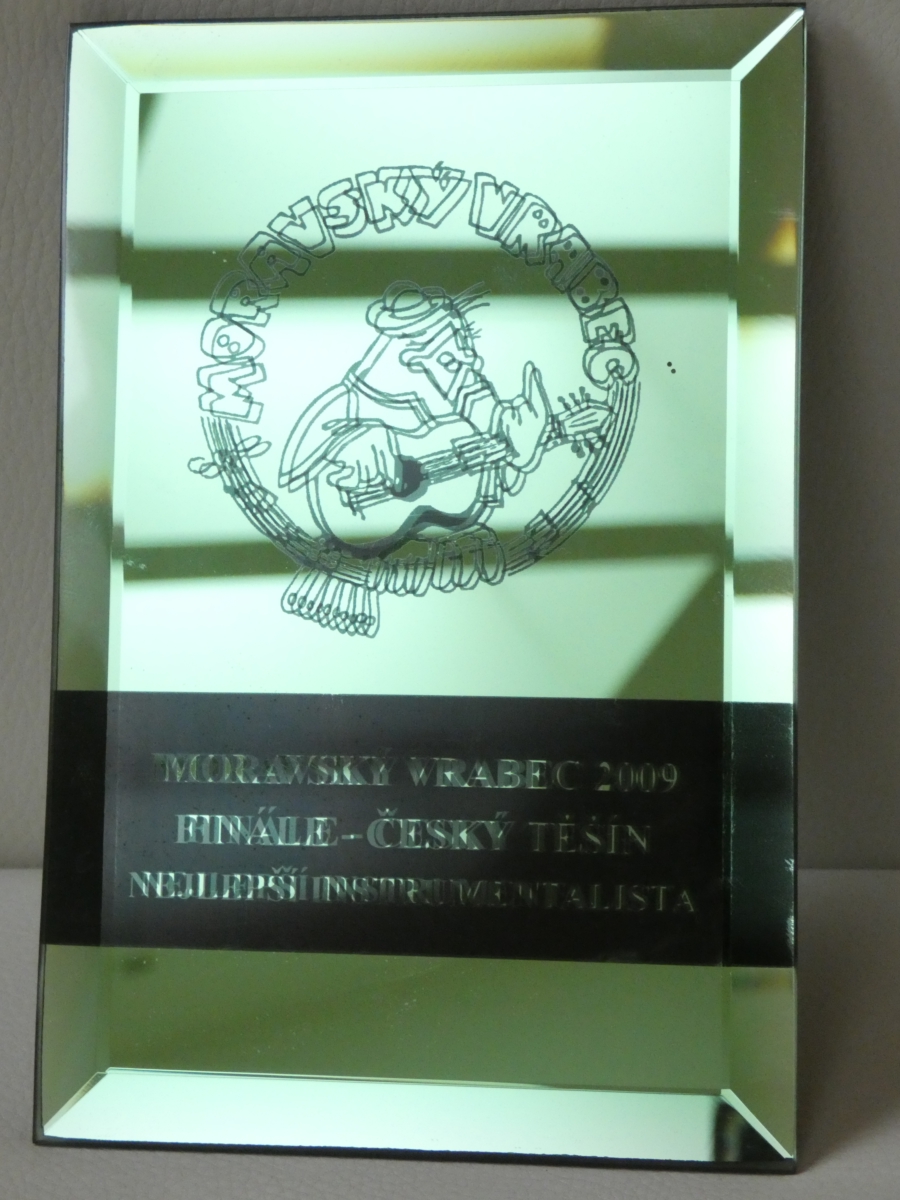 MORAVSKÝ VRABEC
MORAVSKÝ VRABEC 2009
FINÁLE - ČESKÝ TĚŠÍN
NEJLEPŠÍ INSTRUMENTALISTA